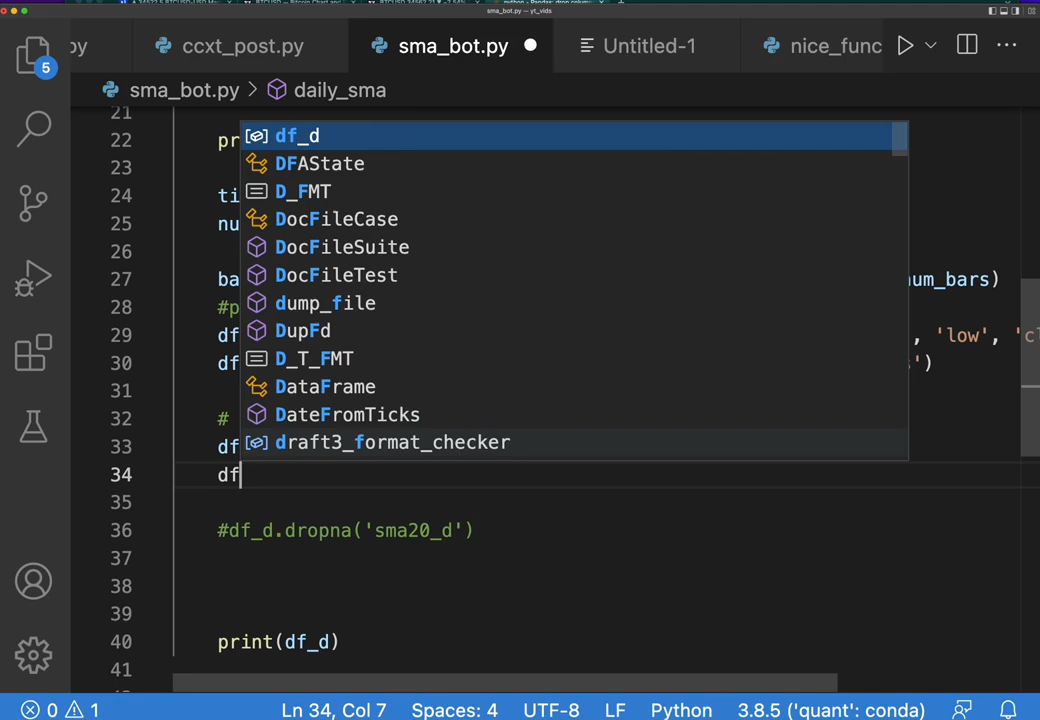 sma_bot.py — yt_vids
py
ccxt_post.py
sma_bot.py
Untitled-1
nice_func
5
sma_bot.py > daily_sma
21
22 pr
23
24 ti
25 nu
26
27 ba um_bars)
28 #p
29 df , 'low', 'c
30 df s')
31
32 #
33 df
34 df
35
36 #df_d.dropna('sma20_d')
37
38
39
40 print(df_d)
41
df_d
DFAState
D_FMT
DocFileCase
DocFileSuite
DocFileTest
dump_file
DupFd
D_T_FMT
DataFrame
DateFromTicks
draft3_format_checker
0 1 Ln 34, Col 7 Spaces: 4 UTF-8 LF Python 3.8.5 ('quant': conda)